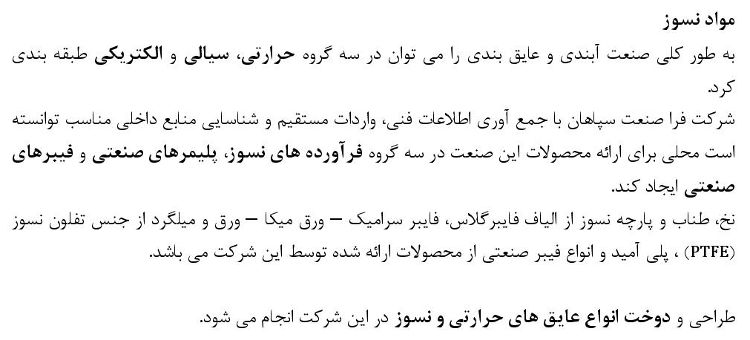 مواد نسوز
به طور کلی صنعت آبندی و عایق بندی را می توان در سه گروه حرارتی، سیالی و الکتریکی طبقه بندی
کرد.
شرکت فرا صنعت سپاهان با جمع آوری اطلاعات فنی، واردات مستقیم و شناسایی منابع داخلی مناسب توانسته
است محلی برای ارائه محصولات این صنعت در سه گروه فرآورده های نسوز، پلیمرهای صنعتی و فیبرهای
صنعتی ایجاد کند.
نخ، طناب و پارچه نسوز از الیاف فایبرگلاس، فایبر سرامیک – ورق میکا – ورق و میلگرد از جنس تفلون نسوز
(PTFE) ، پلی آمید و انواع فیبر صنعتی از محصولات ارائه شده توسط این شرکت می باشد.
طراحی و دوخت انواع عایق های حرارتی و نسوز در این شرکت انجام می شود.